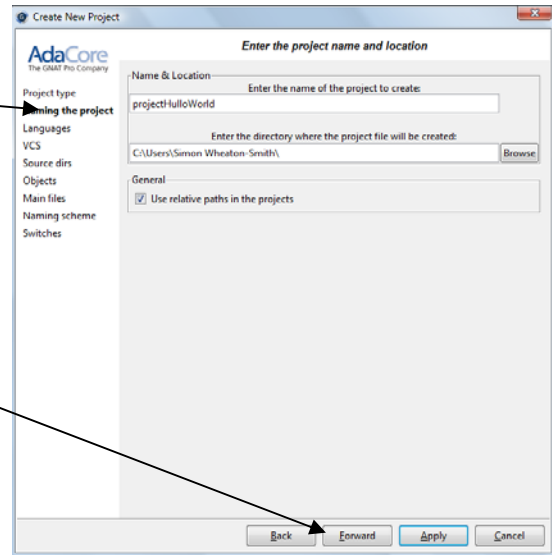 Create New Project
AdaCore
The GNAT Pro Company
Enter the project name and location
Project type
Naming the project
Languages
VCS
Source dirs
Objects
Main files
Naming scheme
Switches
Name & Location
Enter the name of the project to create:
projectHulloWorld
Enter the directory where the project file will be created:
C:\Users\Simon Wheaton-Smith\
Browse
General
Use relative paths in the projects
Back Forward Apply Cancel